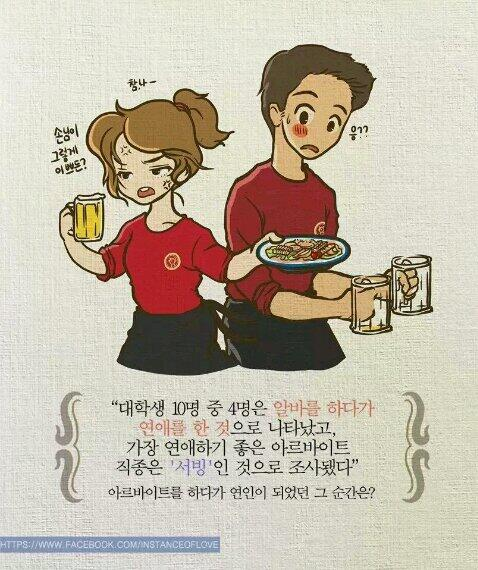 참,나-
손님이
그렇게
이쁘든?
응??
“대학생 10명 중 4명은 알바를 하다가
연애를 한 것으로 나타났고,
가장 연애하기 좋은 아르바이트
직종은 '서빙'인 것으로 조사됐다”
아르바이트를 하다가 연인이 되었던 그 순간은?
HTTPS://WWW.FACEBOOK.COM/INSTANCEOFLOVE